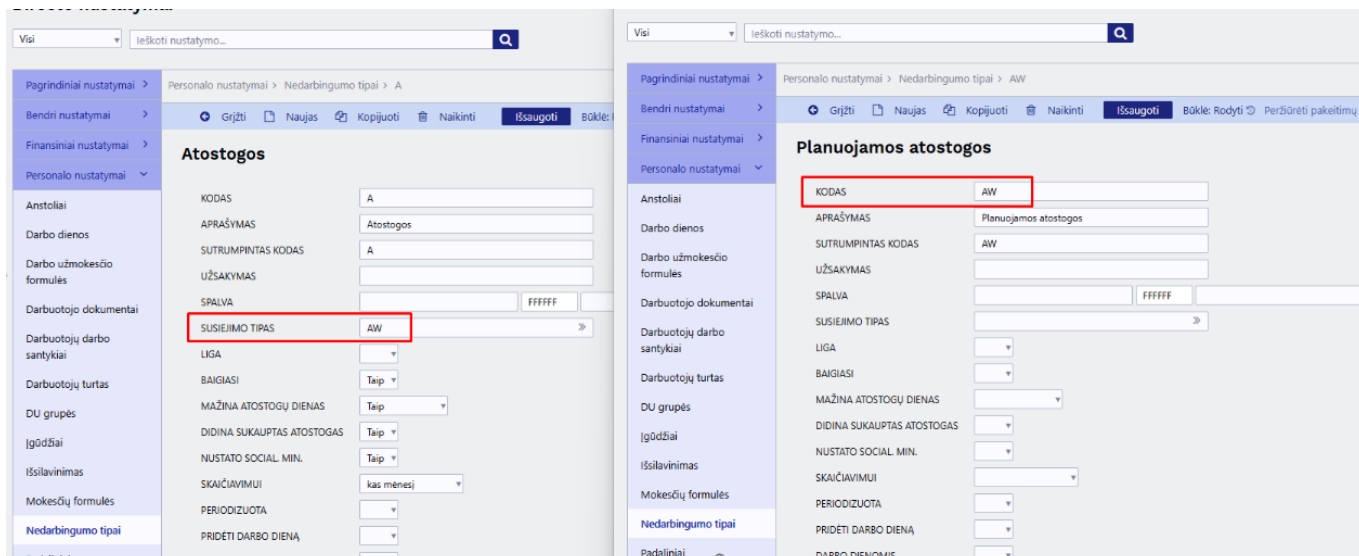 Visi
Ieškoti nustatymo...
Pagrindiniai nustatymai
Bendri nustatymai
Finansiniai nustatymai
Personalo nustatymai
Anstoliai
Darbo dienos
Darbo užmokesčio
formulės
Darbuotojo dokumentai
Darbuotojų darbo
santykiai
Darbuotojų turtas
DU grupės
Įgūdžiai
Išsilavinimas
Mokesčių formulės
Nedarbingumo tipai
Personalo nustatymai > Nedarbingumo tipai > A
Grįžti Naujas Kopijuoti Naikinti Išsaugoti Būklė:
Atostogos
KODAS A
APRAŠYMAS Atostogos
SUTRUMPINTAS KODAS A
UŽSAKYMAS
SPALVA FFFFFF
SUSIEJIMO TIPAS AW
LIGA
BAIGIASI Taip
MAŽINA ATOSTOGŲ DIENAS Taip
DIDINA SUKAUPTAS ATOSTOGAS Taip
NUSTATO SOCIAL. MIN. Taip
SKAIČIAVIMUI kas mėnesį
PERIODIZUOTA
PRIDĖTI DARBO DIENĄ
Visi
Ieškoti nustatymo...
Pagrindiniai nustatymai
Bendri nustatymai
Finansiniai nustatymai
Personalo nustatymai
Anstoliai
Darbo dienos
Darbo užmokesčio
formulės
Darbuotojo dokumentai
Darbuotojų darbo
santykiai
Darbuotojų turtas
DU grupės
Įgūdžiai
Išsilavinimas
Mokesčių formulės
Nedarbingumo tipai
Padaliniai
Personalo nustatymai > Nedarbingumo tipai > AW
Grįžti Naujas Kopijuoti Naikinti Išsaugoti Būklė: Rodyti Peržiūrėti pakeitimų
Planuojamos atostogos
KODAS AW
APRAŠYMAS Planuojamos atostogos
SUTRUMPINTAS KODAS AW
UŽSAKYMAS
SPALVA FFFFFF
SUSIEJIMO TIPAS
LIGA
BAIGIASI
MAŽINA ATOSTOGŲ DIENAS
DIDINA SUKAUPTAS ATOSTOGAS
NUSTATO SOCIAL. MIN.
SKAIČIAVIMUI
PERIODIZUOTA
PRIDĖTI DARBO DIENĄ
DARBO DIENOMIS